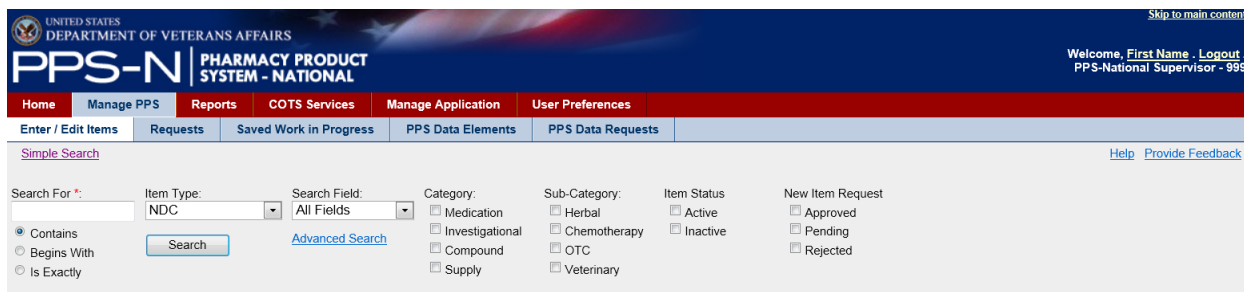 Skip to main content
UNITED STATES
DEPARTMENT OF VETERANS AFFAIRS
PPS-N PHARMACY PRODUCT
SYSTEM - NATIONAL
Welcome, First Name . Logout
PPS-National Supervisor - 999
Home Manage PPS Reports COTS Services Manage Application User Preferences
Enter / Edit Items Requests Saved Work in Progress PPS Data Elements PPS Data Requests
Simple Search Help Provide Feedback
Search For *: Item Type: Search Field: Category: Sub-Category: Item Status New Item Request
NDC All Fields Medication Herbal Active Approved
Contains Search Advanced Search Investigational Chemotherapy Inactive Pending
Begins With Compound OTC Rejected
Is Exactly Supply Veterinary